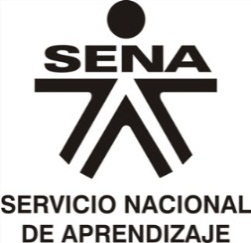 SENA
SERVICIO NACIONAL
DE APRENDIZAJE